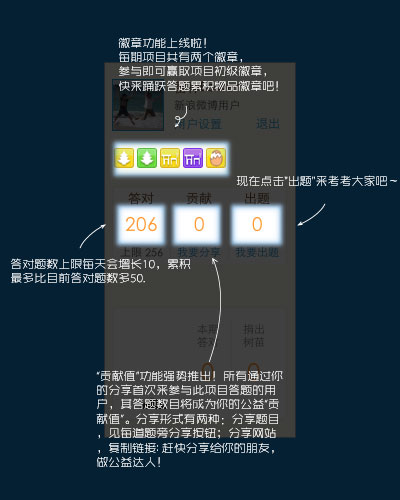 徽章功能上线啦！
每期项目共有两个徽章，
参与即可赢取项目初级徽章，
快来踊跃答题累积物品徽章吧！
新浪微博用户
用户设置 退出
现在点击“出题”来考考大家吧～
答对 贡献 出题
206 0 0
上限 256 我要分享 我要出题
答对题数上限每天会增长10，累积
最多比目前答对题数多50.
本期 捐出
答对 树苗
0 0
“贡献值”功能强势推出！所有通过你
的分享首次来参与此项目答题的用
户，其答题数目将成为你的公益“贡
献值”。分享形式有两种：分享题目
，见每道题旁分享按钮；分享网站
，复制链接; 赶快分享给你的朋友，
做公益达人！